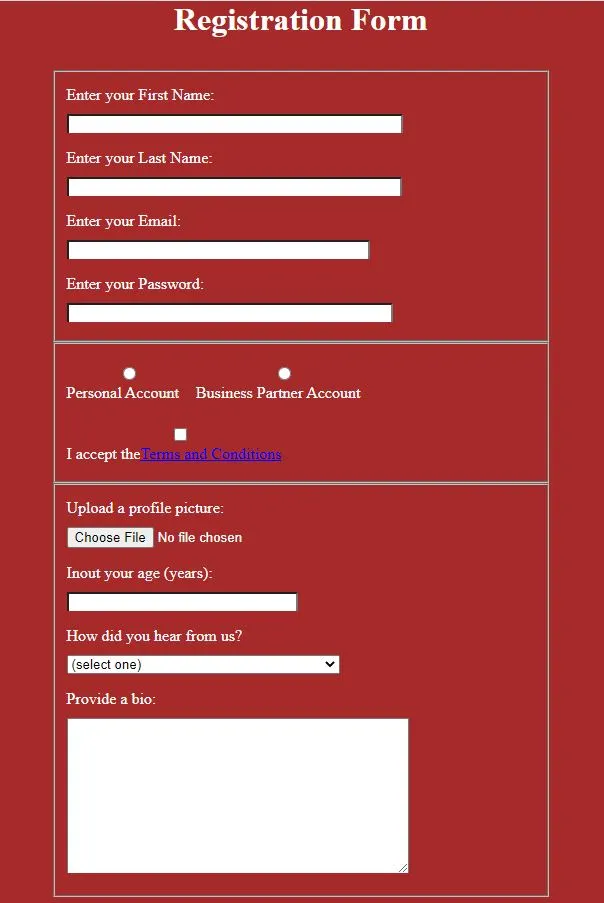 Registration Form
Enter your First Name:
Enter your Last Name:
Enter your Email:
Enter your Password:
Personal Account Business Partner Account
I accept theTerms and Conditions
Upload a profile picture:
Choose File No file chosen
Inout your age (years):
How did you hear from us?
(select one)
Provide a bio: